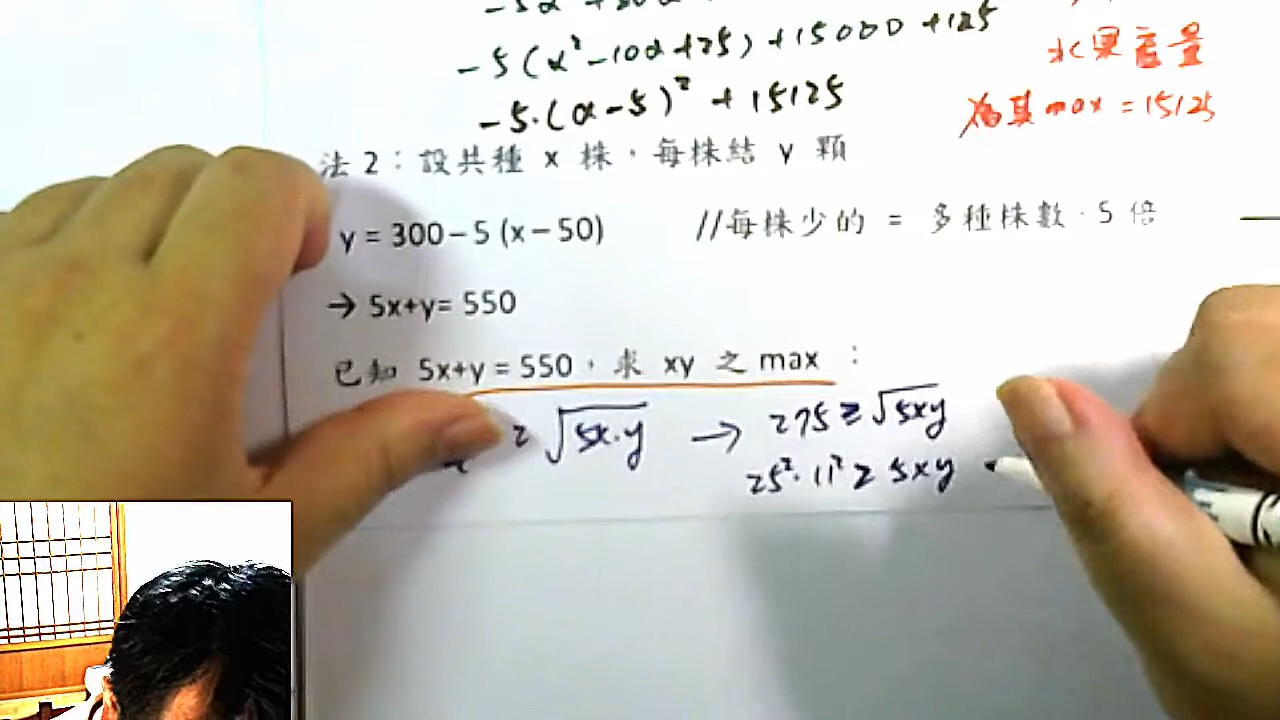 -5(α²-10α+25)+15000+125
水果產量
-5·(α-5)²+15125
為其max=15125
法2：設共種 x 株，每株結 y 顆
y = 300-5 (x-50) //每株少的 = 多種株數·5 倍
→ 5x+y= 550
已知 5x+y = 550，求 xy 之 max：
≥ √5x·y → 275 ≥ √5xy
25²·11² ≥ 5xy